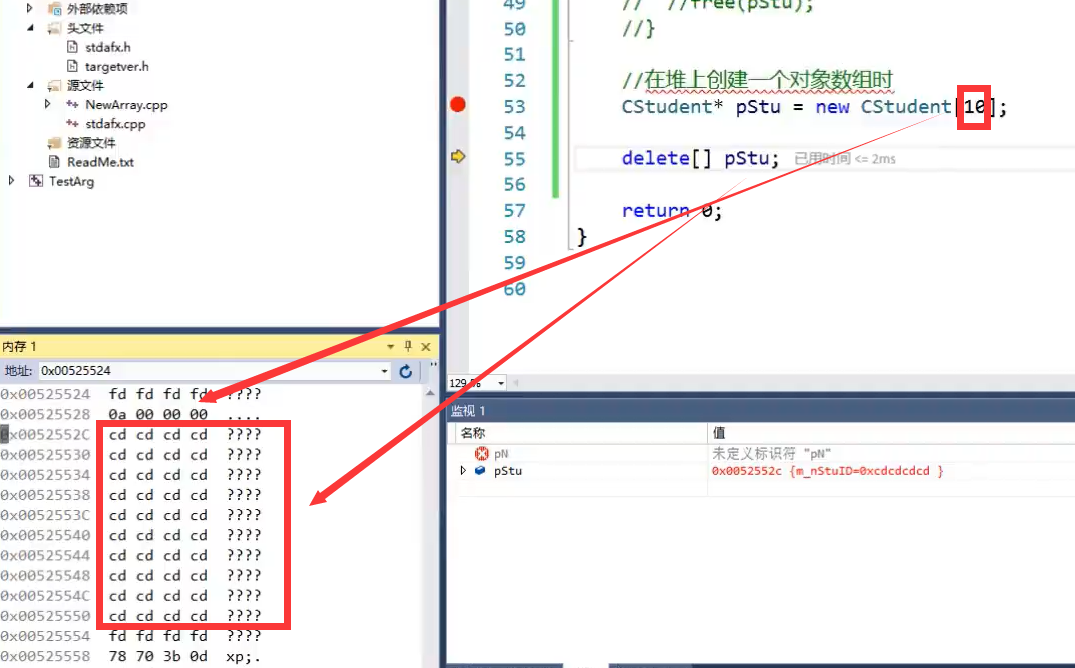 外部依赖项
头文件
stdafx.h
targetver.h
源文件
NewArray.cpp
stdafx.cpp
资源文件
ReadMe.txt
TestArg
49 // //free(pStu);
50 //}
51
52 //在堆上创建一个对象数组时
53 CStudent* pStu = new CStudent[10];
54
55 delete[] pStu; 已用时间 <= 2ms
56
57 return 0;
58 }
59
60
内存 1
地址: 0x00525524
0x00525524 fd fd fd fd ????
0x00525528 0a 00 00 00 ....
0x0052552C cd cd cd cd ????
0x00525530 cd cd cd cd ????
0x00525534 cd cd cd cd ????
0x00525538 cd cd cd cd ????
0x0052553C cd cd cd cd ????
0x00525540 cd cd cd cd ????
0x00525544 cd cd cd cd ????
0x00525548 cd cd cd cd ????
0x0052554C cd cd cd cd ????
0x00525550 cd cd cd cd ????
0x00525554 fd fd fd fd ????
0x00525558 78 70 3b 0d xp;.
监视 1
名称 值
pN 未定义标识符 "pN"
pStu 0x0052552c {m_nStuID=0xcdcdcdcd }